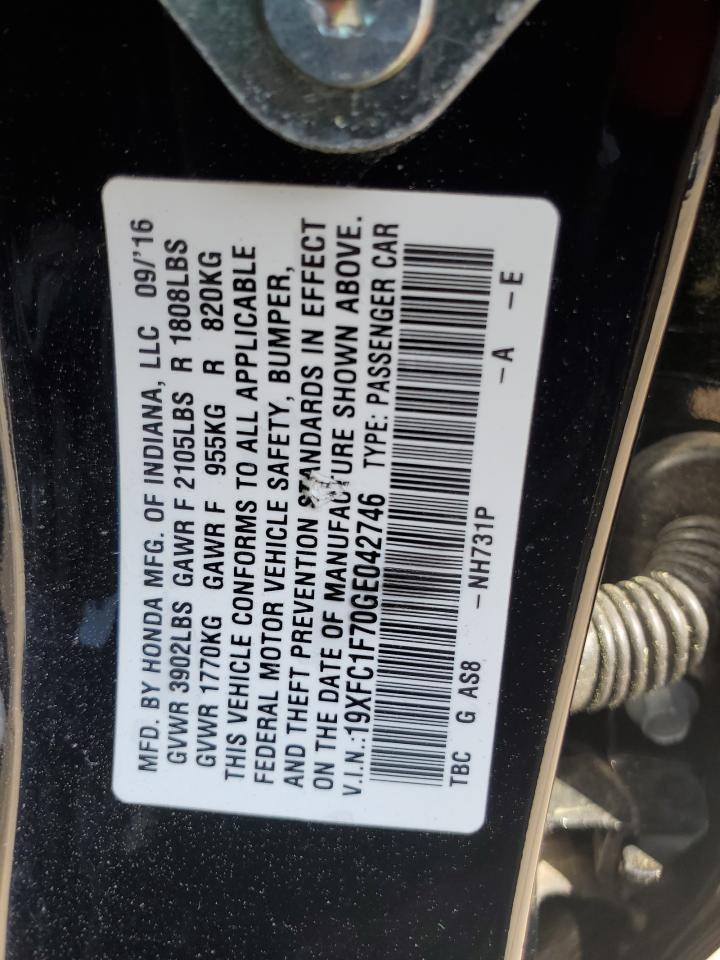 MFD. BY HONDA MFG. OF INDIANA, LLC 09/'16
GVWR 3902LBS GAWR F 2105LBS R 1808LBS
GVWR 1770KG GAWR F 955KG R 820KG
THIS VEHICLE CONFORMS TO ALL APPLICABLE
FEDERAL MOTOR VEHICLE SAFETY, BUMPER,
AND THEFT PREVENTION STANDARDS IN EFFECT
ON THE DATE OF MANUFACTURE SHOWN ABOVE.
V.I.N.:19XFC1F70GE042746 TYPE: PASSENGER CAR
TBC G AS8 -NH731P -A -E